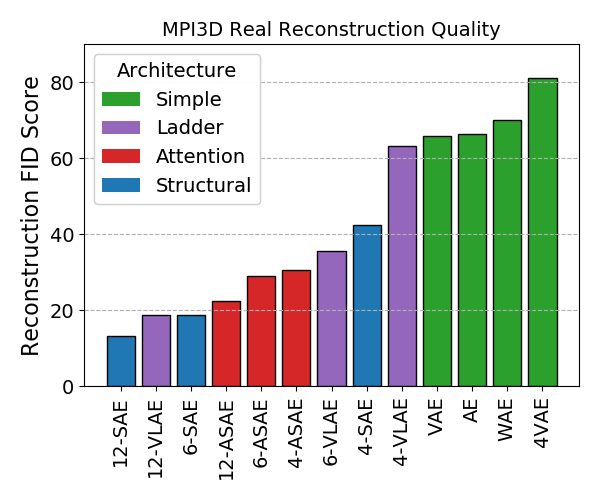 MPI3D Real Reconstruction Quality
Reconstruction FID Score
80
60
40
20
0
Architecture
Simple
Ladder
Attention
Structural
12-SAE
12-VLAE
6-SAE
12-ASAE
6-ASAE
4-ASAE
6-VLAE
4-SAE
4-VLAE
VAE
AE
WAE
4VAE